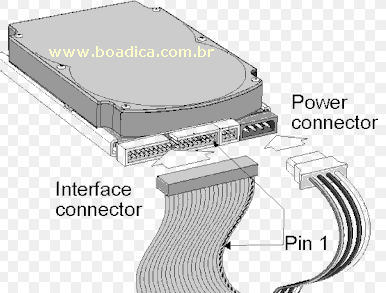 www.boadica.com.br
Power
connector
Interface
connector
Pin 1